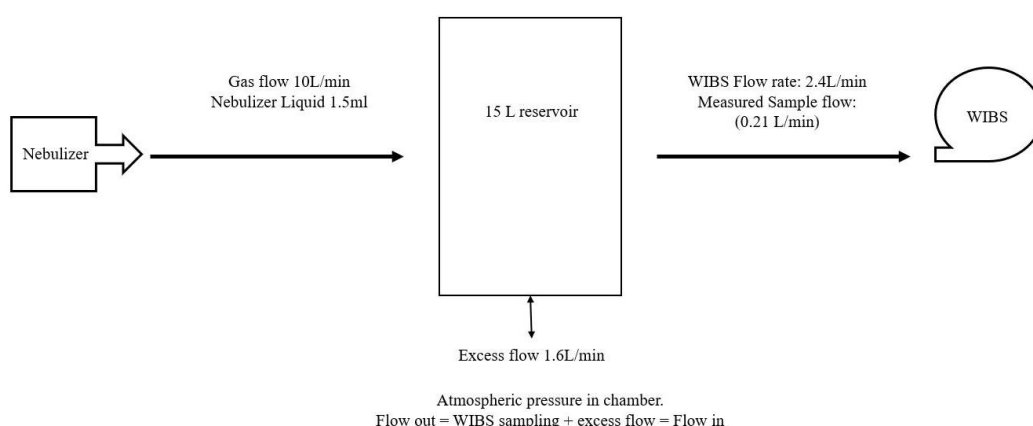 Gas flow 10L/min
Nebulizer Liquid 1.5ml
Nebulizer
15 L reservoir
WIBS Flow rate: 2.4L/min
Measured Sample flow:
(0.21 L/min)
WIBS
Excess flow 1.6L/min
Atmospheric pressure in chamber.
Flow out = WIBS sampling + excess flow = Flow in